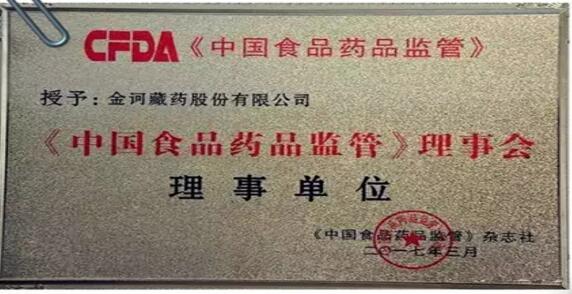 CFDA《中国食品药品监管》
授予：金诃藏药股份有限公司
《中国食品药品监管》理事会
理事单位
《中国食品药品监管》杂志社
二〇一七年三月